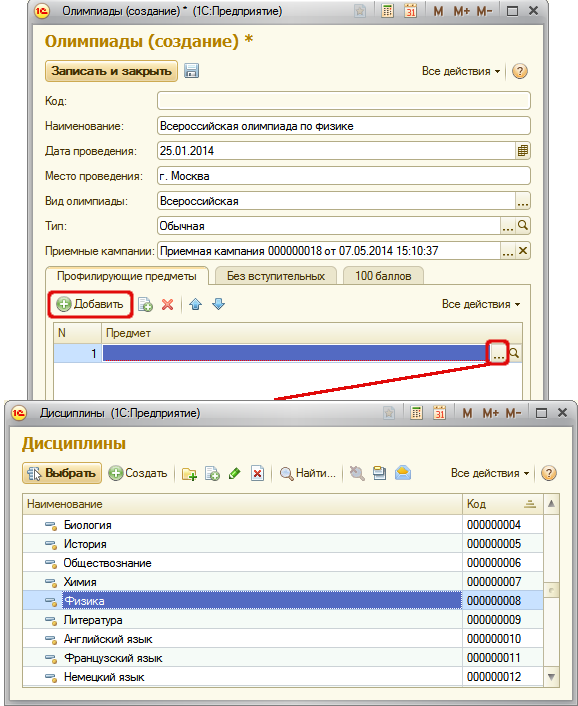 Олимпиады (создание) * (1С:Предприятие)
31 M M+ M-
Олимпиады (создание) *
Записать и закрыть Все действия ?
Код:
Наименование: Всероссийская олимпиада по физике
Дата проведения: 25.01.2014
Место проведения: г. Москва
Вид олимпиады: Всероссийская ...
Тип: Обычная ...
Приемные кампании: Приемная кампания 000000018 от 07.05.2014 15:10:37 ...
Профилирующие предметы Без вступительных 100 баллов
Добавить Все действия
N Предмет
1 ...
Дисциплины (1С:Предприятие)
31 M M+ M-
Дисциплины
Выбрать Создать Найти... Все действия ?
Наименование Код
Биология 000000004
История 000000005
Обществознание 000000006
Химия 000000007
Физика 000000008
Литература 000000009
Английский язык 000000010
Французский язык 000000011
Немецкий язык 000000012